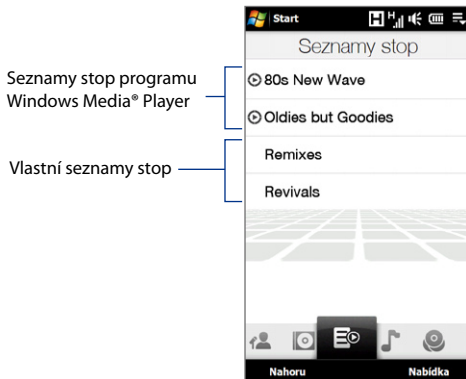 Start
Seznamy stop
Seznamy stop programu
Windows Media® Player
80s New Wave
Oldies but Goodies
Vlastní seznamy stop
Remixes
Revivals
Nahoru
Nabídka